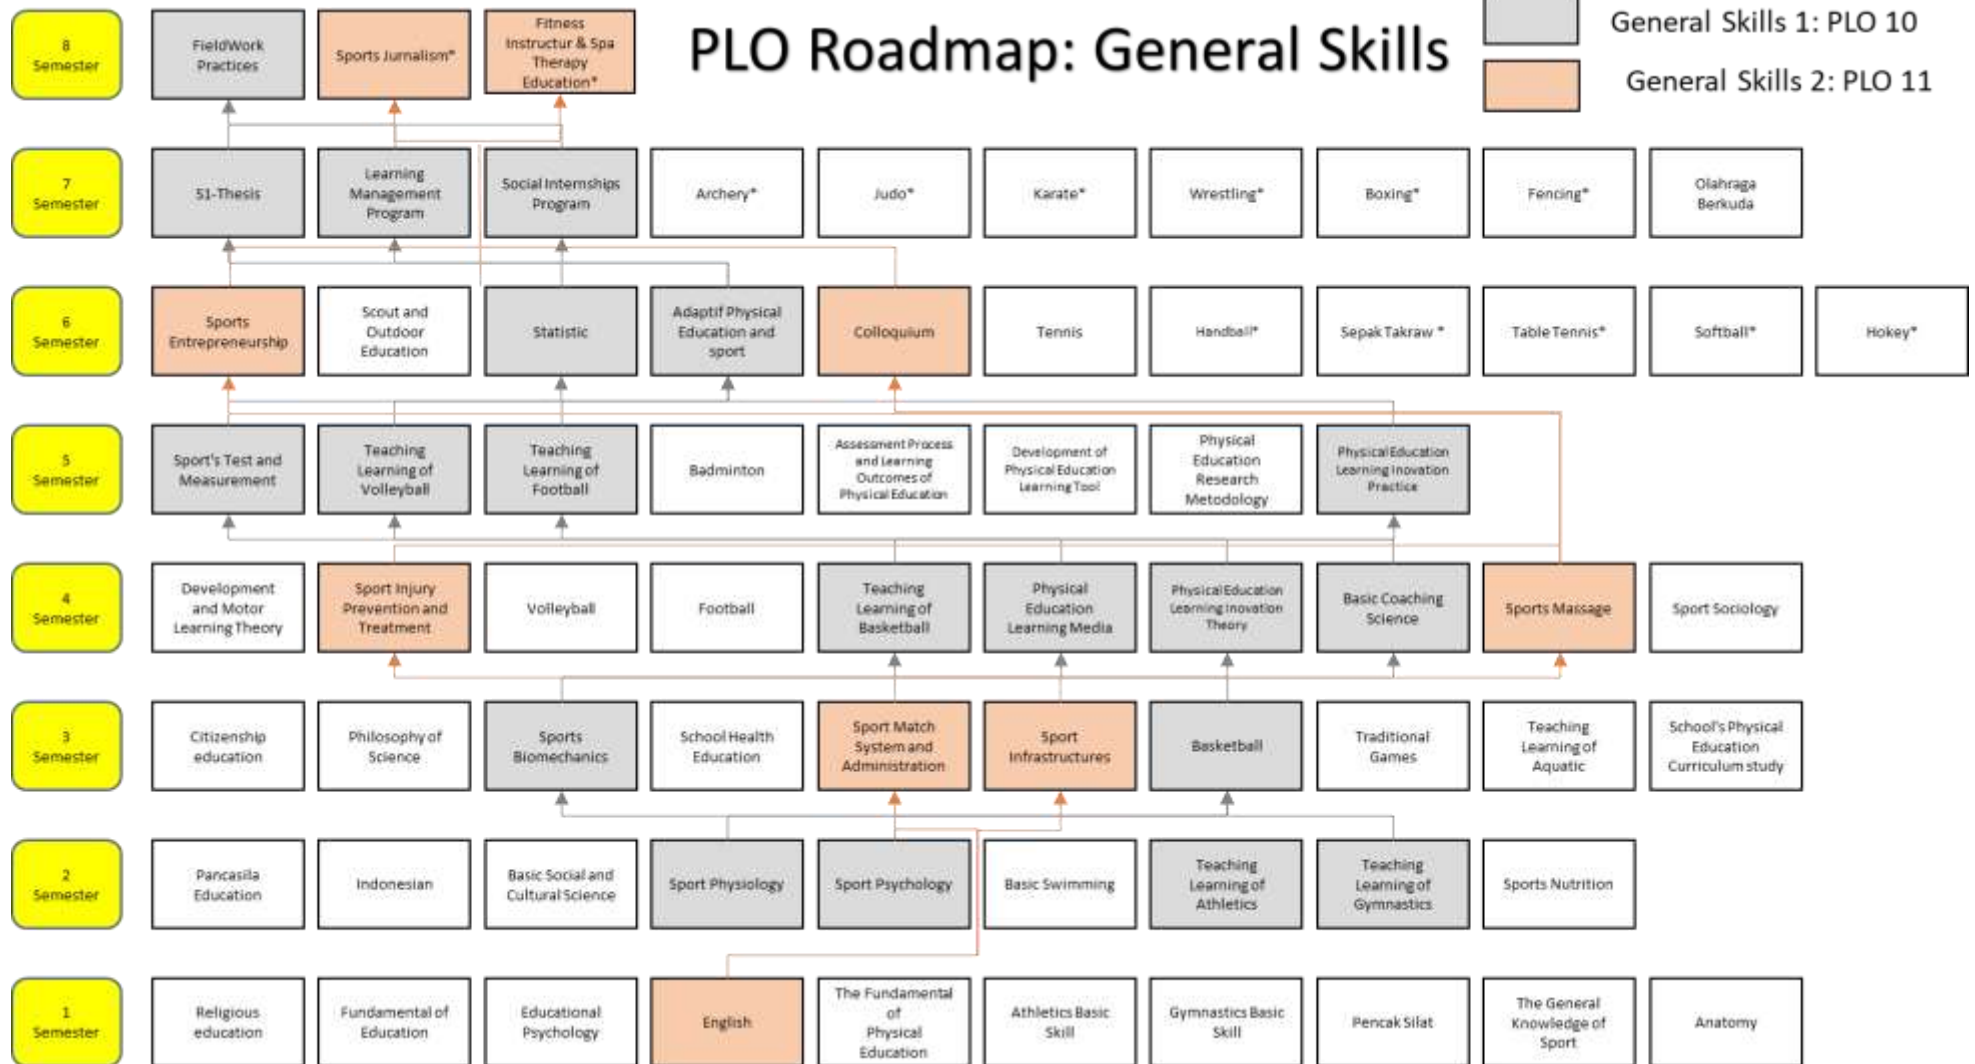 PLO Roadmap: General Skills
General Skills 1: PLO 10
General Skills 2: PLO 11
8
Semester
FieldWork
Practices
Sports Jurnalism*
Fitness
Instructur & Spa
Therapy
Education*
7
Semester
S1-Thesis
Learning
Management
Program
Social Internships
Program
Archery*
Judo*
Karate*
Wrestling*
Boxing*
Fencing*
Olahraga
Berkuda
6
Semester
Sports
Entrepreneurship
Scout and
Outdoor
Education
Statistic
Adaptif Physical
Education and
sport
Colloquium
Tennis
Handball*
Sepak Takraw *
Table Tennis*
Softball*
Hokey*
5
Semester
Sport's Test and
Measurement
Teaching
Learning of
Volleyball
Teaching
Learning of
Football
Badminton
Assessment Process
and Learning
Outcomes of
Physical Education
Development of
Physical Education
Learning Tool
Physical
Education
Research
Metodology
Physical Education
Learning Inovation
Practice
4
Semester
Development
and Motor
Learning Theory
Sport Injury
Prevention and
Treatment
Volleyball
Football
Teaching
Learning of
Basketball
Physical
Education
Learning Media
Physical Education
Learning Inovation
Theory
Basic Coaching
Science
Sports Massage
Sport Sociology
3
Semester
Citizenship
education
Philosophy of
Science
Sports
Biomechanics
School Health
Education
Sport Match
System and
Administration
Sport
Infrastructures
Basketball
Traditional
Games
Teaching
Learning of
Aquatic
School's Physical
Education
Curriculum study
2
Semester
Pancasila
Education
Indonesian
Basic Social and
Cultural Science
Sport Physiology
Sport Psychology
Basic Swimming
Teaching
Learning of
Athletics
Teaching
Learning of
Gymnastics
Sports Nutrition
1
Semester
Religious
education
Fundamental of
Education
Educational
Psychology
English
The Fundamental
of
Physical
Education
Athletics Basic
Skill
Gymnastics Basic
Skill
Pencak Silat
The General
Knowledge of
Sport
Anatomy